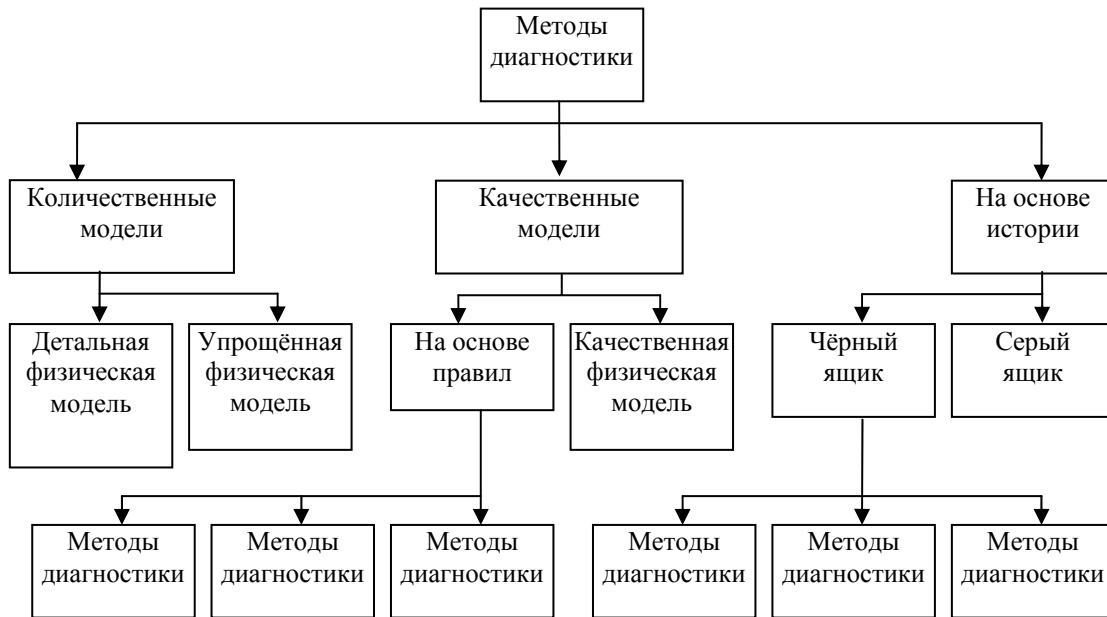 Методы
диагностики
Количественные
модели
Качественные
модели
На основе
истории
Детальная
физическая
модель
Упрощённая
физическая
модель
На основе
правил
Качественная
физическая
модель
Чёрный
ящик
Серый
ящик
Методы
диагностики
Методы
диагностики
Методы
диагностики
Методы
диагностики
Методы
диагностики
Методы
диагностики